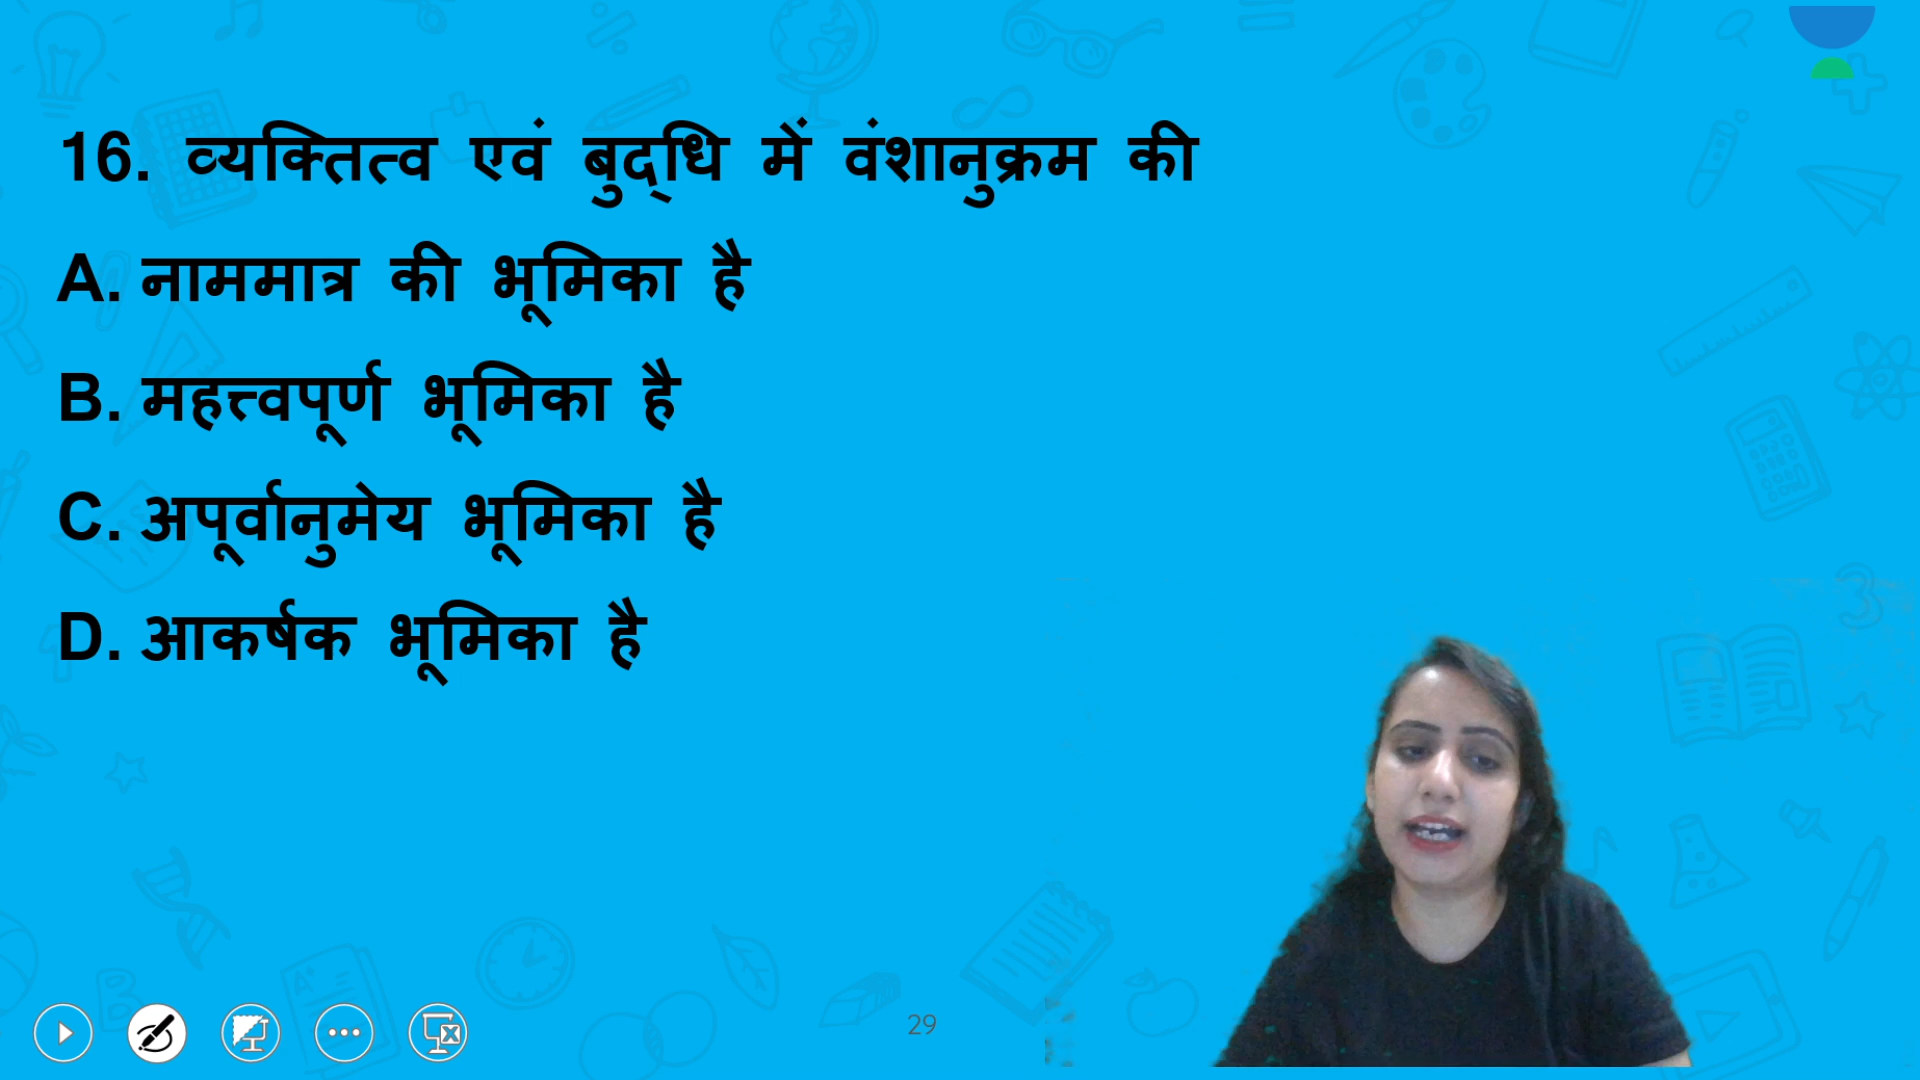 16. व्यक्तित्व एवं बुद्‌धि में वंशानुक्रम की
A. नाममात्र की भूमिका है
B. महत्त्वपूर्ण भूमिका है
C. अपूर्वानुमेय भूमिका है
D. आकर्षक भूमिका है
29